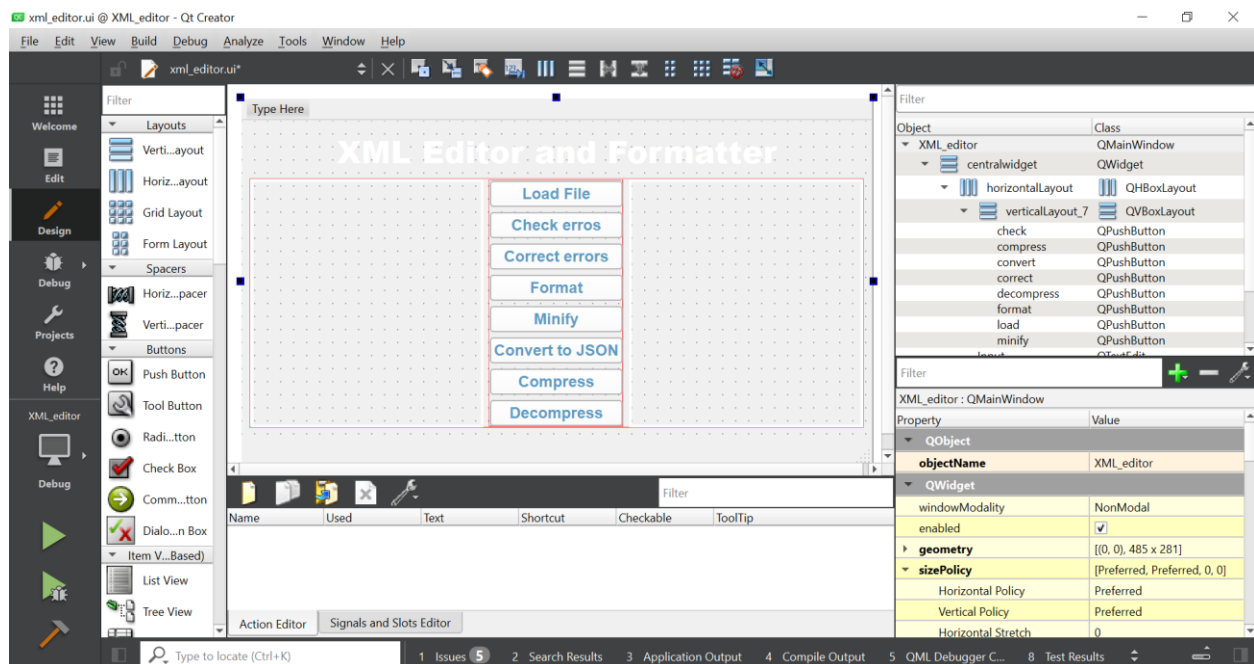 xml_editor.ui @ XML_editor - Qt Creator
File Edit View Build Debug Analyze Tools Window Help
xml_editor.ui*
Welcome
Edit
Design
Debug
Projects
Help
XML_editor
Debug
Filter
Layouts
Verti...ayout
Horiz...ayout
Grid Layout
Form Layout
Spacers
Horiz...pacer
Verti...pacer
Buttons
OK Push Button
Tool Button
Radi...tton
Check Box
Comm...tton
Dialo...n Box
Item V...Based)
List View
Tree View
Type Here
XML Editor and Formatter
Load File
Check erros
Correct errors
Format
Minify
Convert to JSON
Compress
Decompress
Filter
Name Used Text Shortcut Checkable ToolTip
Action Editor Signals and Slots Editor
Filter
Object Class
XML_editor QMainWindow
centralwidget QWidget
horizontalLayout QHBoxLayout
verticalLayout_7 QVBoxLayout
check QPushButton
compress QPushButton
convert QPushButton
correct QPushButton
decompress QPushButton
format QPushButton
load QPushButton
minify QPushButton
Filter
XML_editor : QMainWindow
Property Value
QObject
objectName XML_editor
QWidget
windowModality NonModal
enabled
geometry [(0, 0), 485 x 281]
sizePolicy [Preferred, Preferred, 0, 0]
Horizontal Policy Preferred
Vertical Policy Preferred
Horizontal Stretch 0
Type to locate (Ctrl+K) 1 Issues 5 2 Search Results 3 Application Output 4 Compile Output 5 QML Debugger C... 8 Test Results